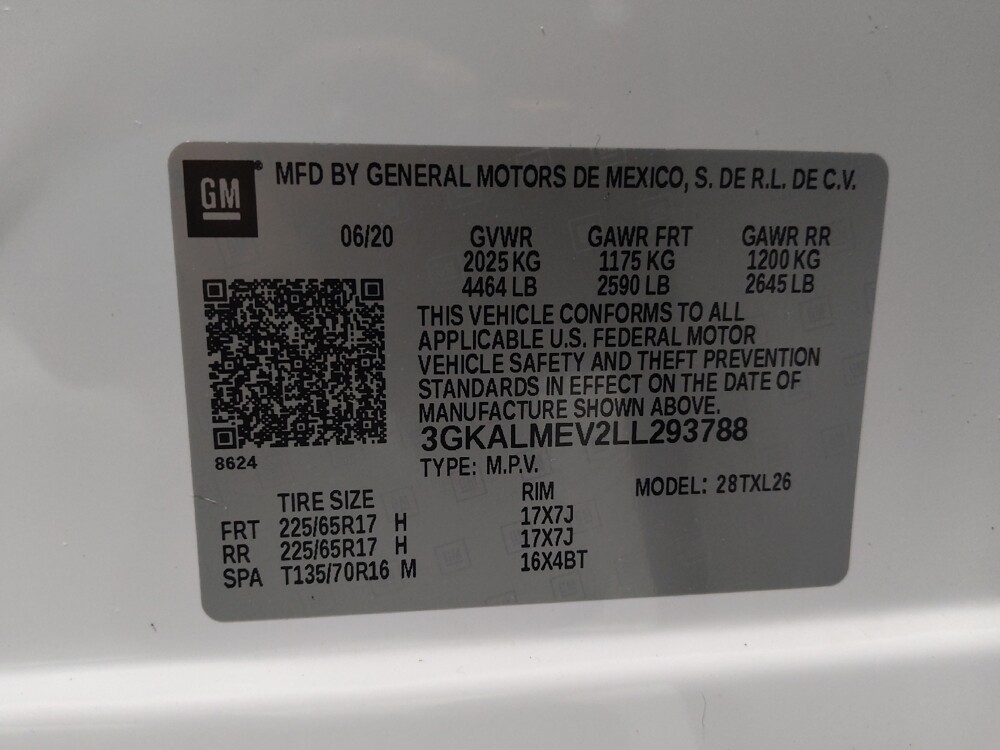 GM
MFD BY GENERAL MOTORS DE MEXICO, S. DE R.L. DE C.V.
06/20 GVWR GAWR FRT GAWR RR
2025 KG 1175 KG 1200 KG
4464 LB 2590 LB 2645 LB
THIS VEHICLE CONFORMS TO ALL
APPLICABLE U.S. FEDERAL MOTOR
VEHICLE SAFETY AND THEFT PREVENTION
STANDARDS IN EFFECT ON THE DATE OF
MANUFACTURE SHOWN ABOVE.
3GKALMEV2LL293788
8624
TYPE: M.P.V.
MODEL: 28TXL26
TIRE SIZE RIM
FRT 225/65R17 H 17X7J
RR 225/65R17 H 17X7J
SPA T135/70R16 M 16X4BT